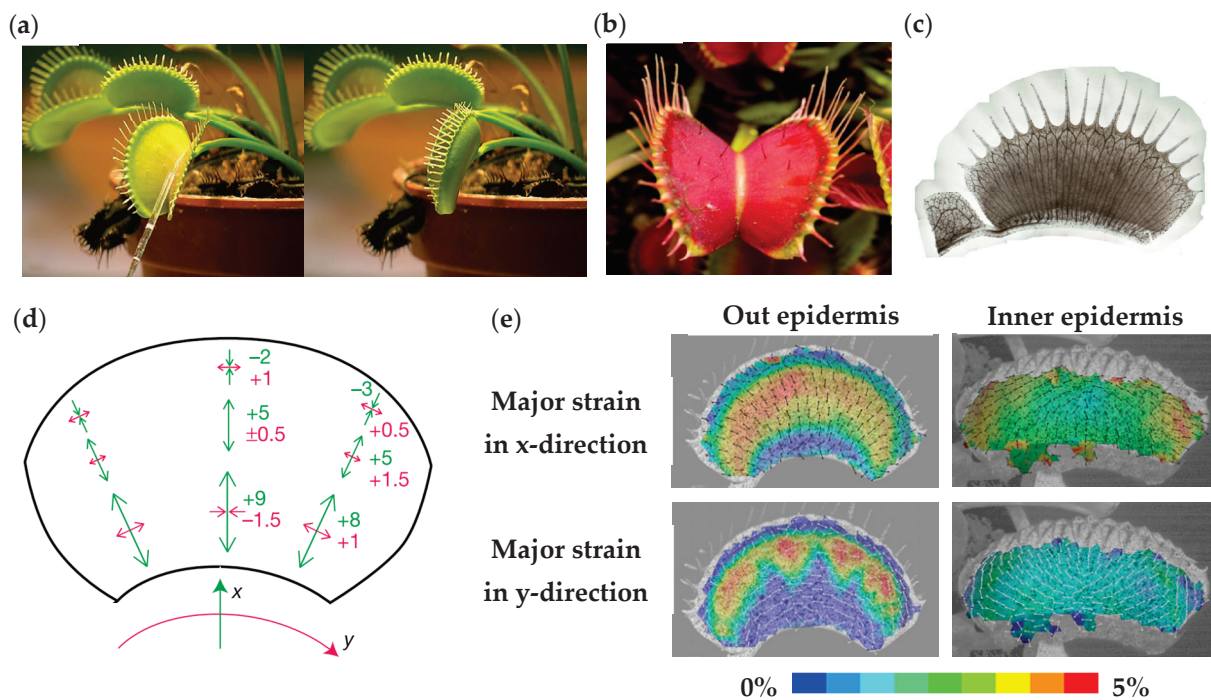 (a)
(b)
(c)
(d)
−2
+1
+5
±0.5
+9
−1.5
−3
+0.5
+5
+1.5
+8
+1
x
y
(e)
Out epidermis
Inner epidermis
Major strain
in x-direction
Major strain
in y-direction
0%
5%